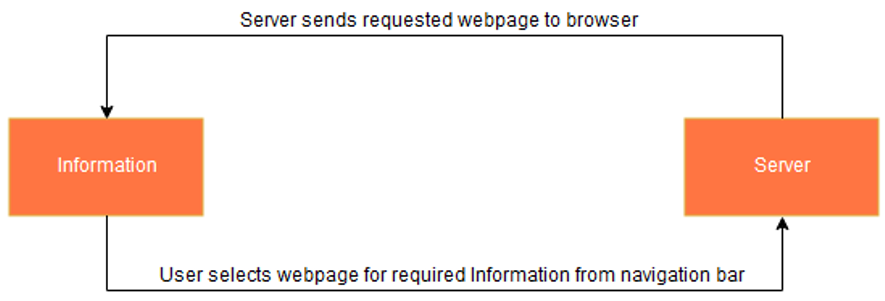 Server sends requested webpage to browser
Information
Server
User selects webpage for required Information from navigation bar